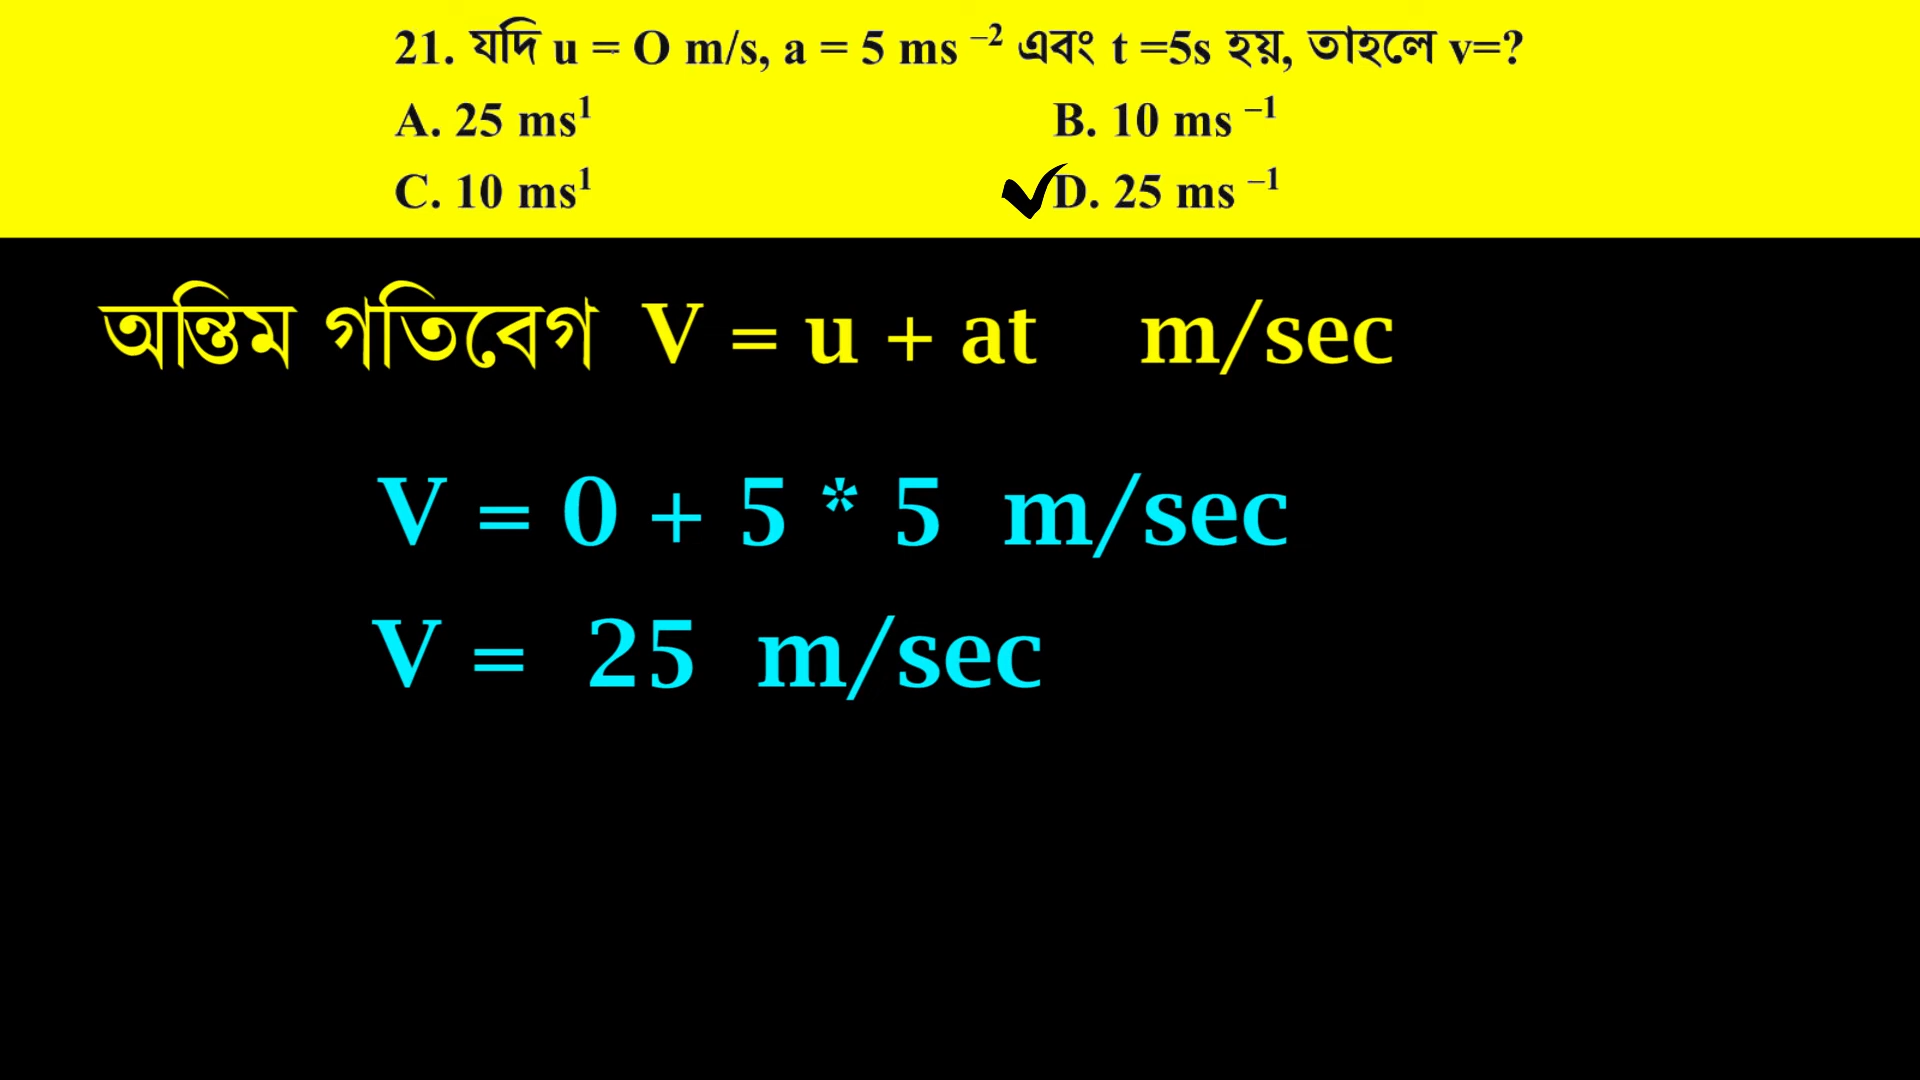 21. যদি u = O m/s, a = 5 ms ⁻² এবং t =5s হয়, তাহলে v=?
A. 25 ms¹ B. 10 ms ⁻¹
C. 10 ms¹ ✓D. 25 ms ⁻¹
অন্তিম গতিবেগ V = u + at m/sec
V = 0 + 5 * 5 m/sec
V = 25 m/sec